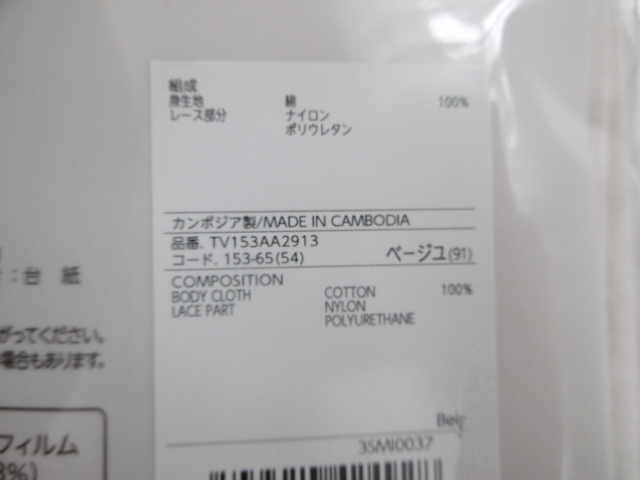 組成
身生地 綿 100%
レース部分 ナイロン
ポリウレタン
カンボジア製/MADE IN CAMBODIA
品番. TV153AA2913
コード. 153-65(54) ベージュ(91)
COMPOSITION
BODY CLOTH COTTON 100%
LACE PART NYLON
POLYURETHANE
Beig
3SMI0037
:台 紙
がってください。
場合もあります。
フィルム
8%)